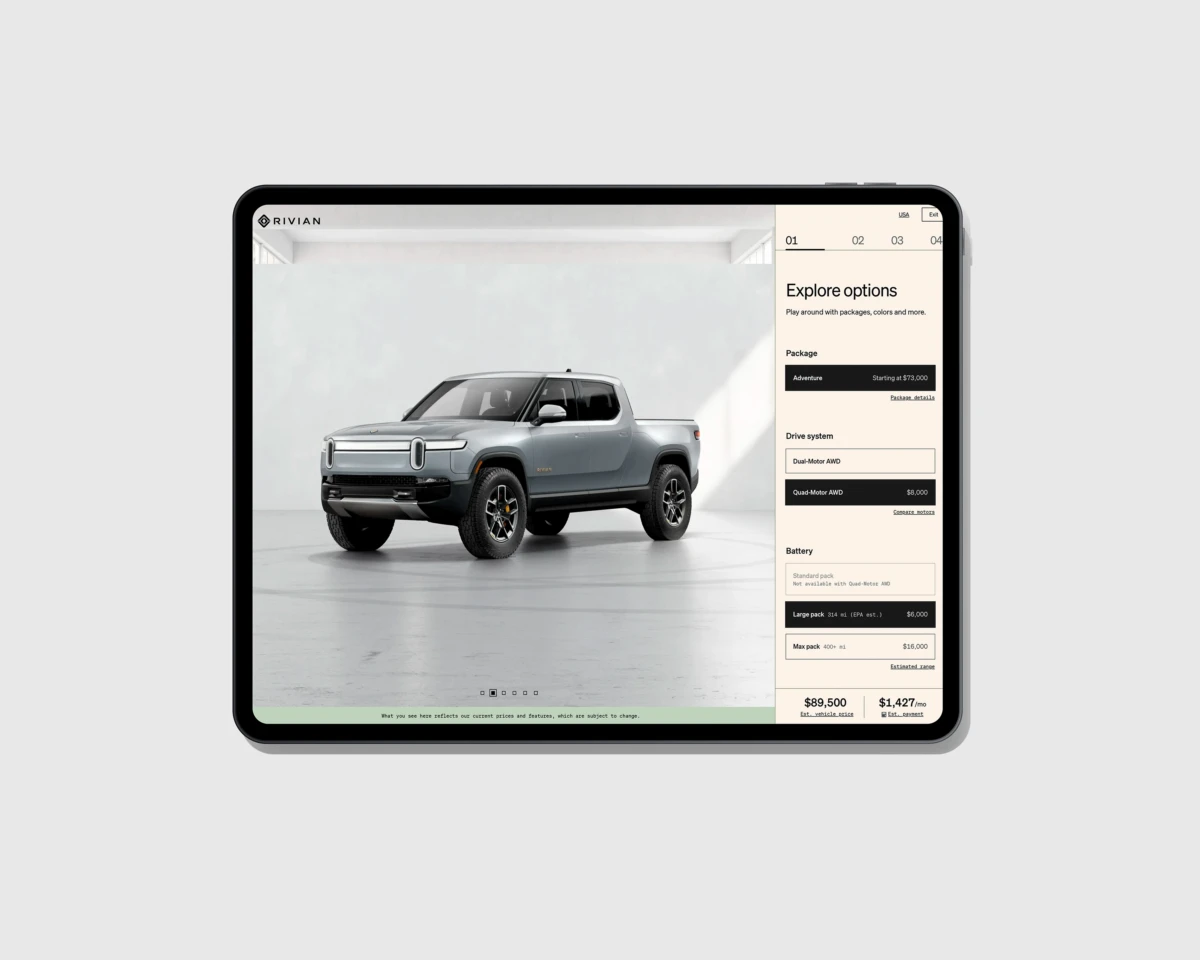 RIVIAN
USA
Exit
01 02 03 04
Explore options
Play around with packages, colors and more.
Package
Adventure Starting at $73,000
Package details
Drive system
Dual-Motor AWD
Quad-Motor AWD $8,000
Compare motors
Battery
Standard pack
Not available with Quad-Motor AWD
Large pack 314 mi (EPA est.) $6,000
Max pack 400+ mi $16,000
Estimated range
$89,500 $1,427/mo
Est. vehicle price Est. payment
What you see here reflects our current prices and features, which are subject to change.